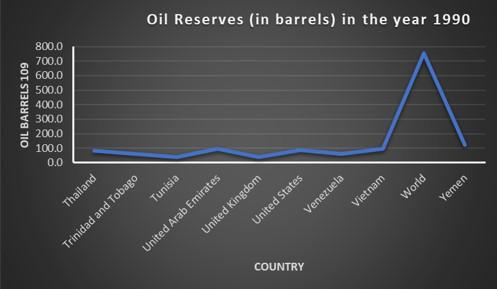 Oil Reserves (in barrels) in the year 1990
OIL BARRELS109
800.0
700.0
600.0
500.0
400.0
300.0
200.0
100.0
0.0
Thailand
Trinidad and Tobago
Tunisia
United Arab Emirates
United Kingdom
United States
Venezuela
Vietnam
World
Yemen
COUNTRY